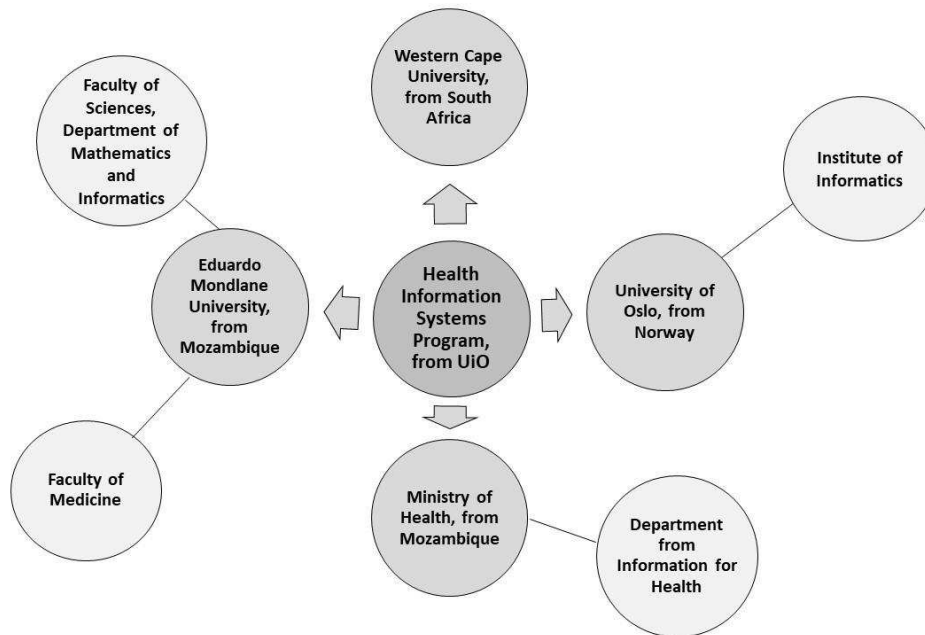 Western Cape
University,
from South
Africa
Faculty of
Sciences,
Department of
Mathematics
and
Informatics
Institute of
Informatics
Eduardo
Mondlane
University,
from
Mozambique
Health
Information
Systems
Program,
from UiO
University of
Oslo, from
Norway
Faculty of
Medicine
Ministry of
Health, from
Mozambique
Department
from
Information for
Health